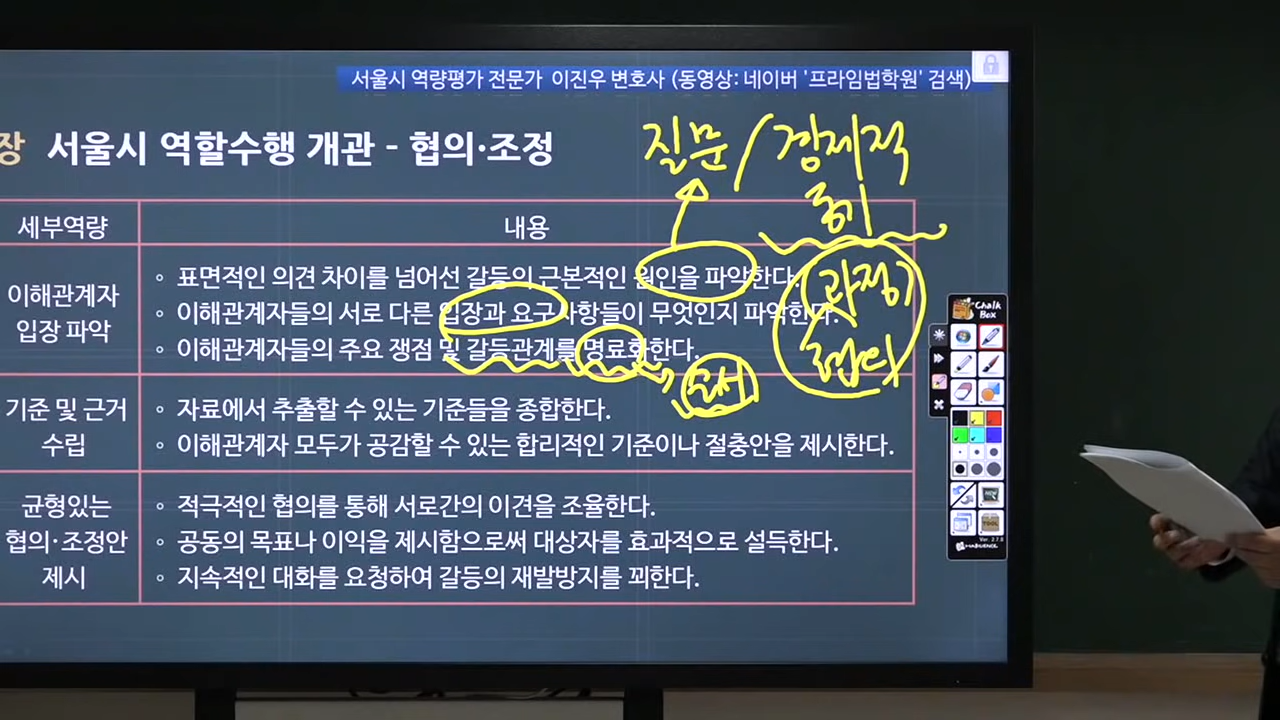 서울시 역량평가 전문가 이진우 변호사 (동영상: 네이버 '프라임법학원' 검색)
장 서울시 역할수행 개관 - 협의·조정
질문 / 경제적
동기
세부역량
내용
이해관계자
입장 파악
◦ 표면적인 의견 차이를 넘어선 갈등의 근본적인 원인을 파악한다.
◦ 이해관계자들의 서로 다른 입장과 요구사항들이 무엇인지 파악한다.
◦ 이해관계자들의 주요 쟁점 및 갈등관계를 명료화한다.
기준 및 근거
수립
◦ 자료에서 추출할 수 있는 기준들을 종합한다.
◦ 이해관계자 모두가 공감할 수 있는 합리적인 기준이나 절충안을 제시한다.
균형있는
협의·조정안
제시
◦ 적극적인 협의를 통해 서로간의 이견을 조율한다.
◦ 공동의 목표나 이익을 제시함으로써 대상자를 효과적으로 설득한다.
◦ 지속적인 대화를 요청하여 갈등의 재발방지를 꾀한다.
Chalk
Box
TOOL
Ver. 2.7.0